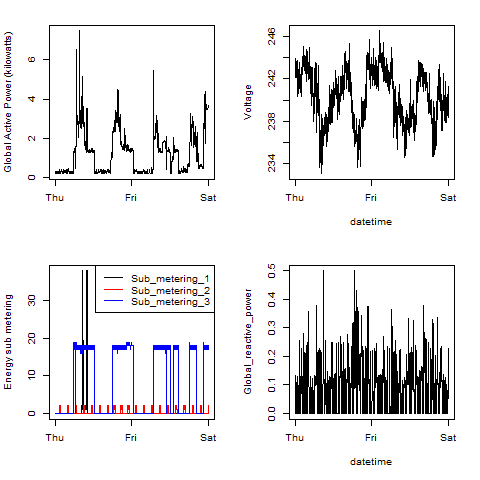 Global Active Power (kilowatts)
0 2 4 6
Thu Fri Sat
Voltage
234 238 242 246
Thu Fri Sat
datetime
Energy sub metering
0 10 20 30
Sub_metering_1
Sub_metering_2
Sub_metering_3
Thu Fri Sat
Global_reactive_power
0.0 0.1 0.2 0.3 0.4 0.5
Thu Fri Sat
datetime